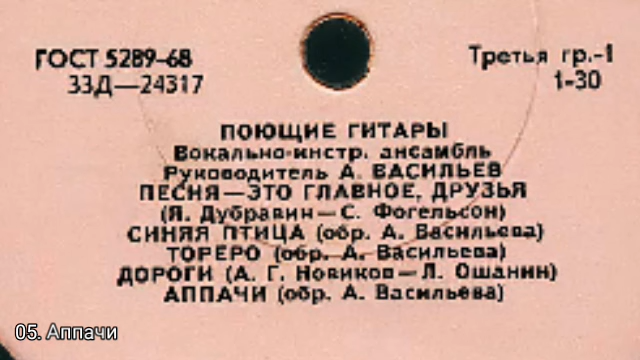 ГОСТ 5289-68
Третья гр.-1
33Д—24317
1-30
ПОЮЩИЕ ГИТАРЫ
Вокально-инстр. ансамбль
Руководитель А. ВАСИЛЬЕВ
ПЕСНЯ—ЭТО ГЛАВНОЕ, ДРУЗЬЯ
(Я. Дубравин—С. Фогельсон)
СИНЯЯ ПТИЦА (обр. А. Васильева)
ТОРЕРО (обр. А. Васильева)
ДОРОГИ (А. Г. Новиков—Л. Ошанин)
АППАЧИ (обр. А. Васильева)
05. Аппачи